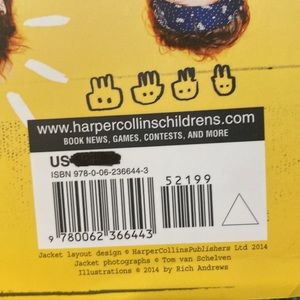 www.harpercollinschildrens.com
BOOK NEWS, GAMES, CONTESTS, AND MORE
US
ISBN 978-0-06-236644-3
52199
9 780062 366443
Jacket layout design © HarperCollinsPublishers Ltd 2014
Jacket photographs © Tom van Schelven
Illustrations © 2014 by Rich Andrews